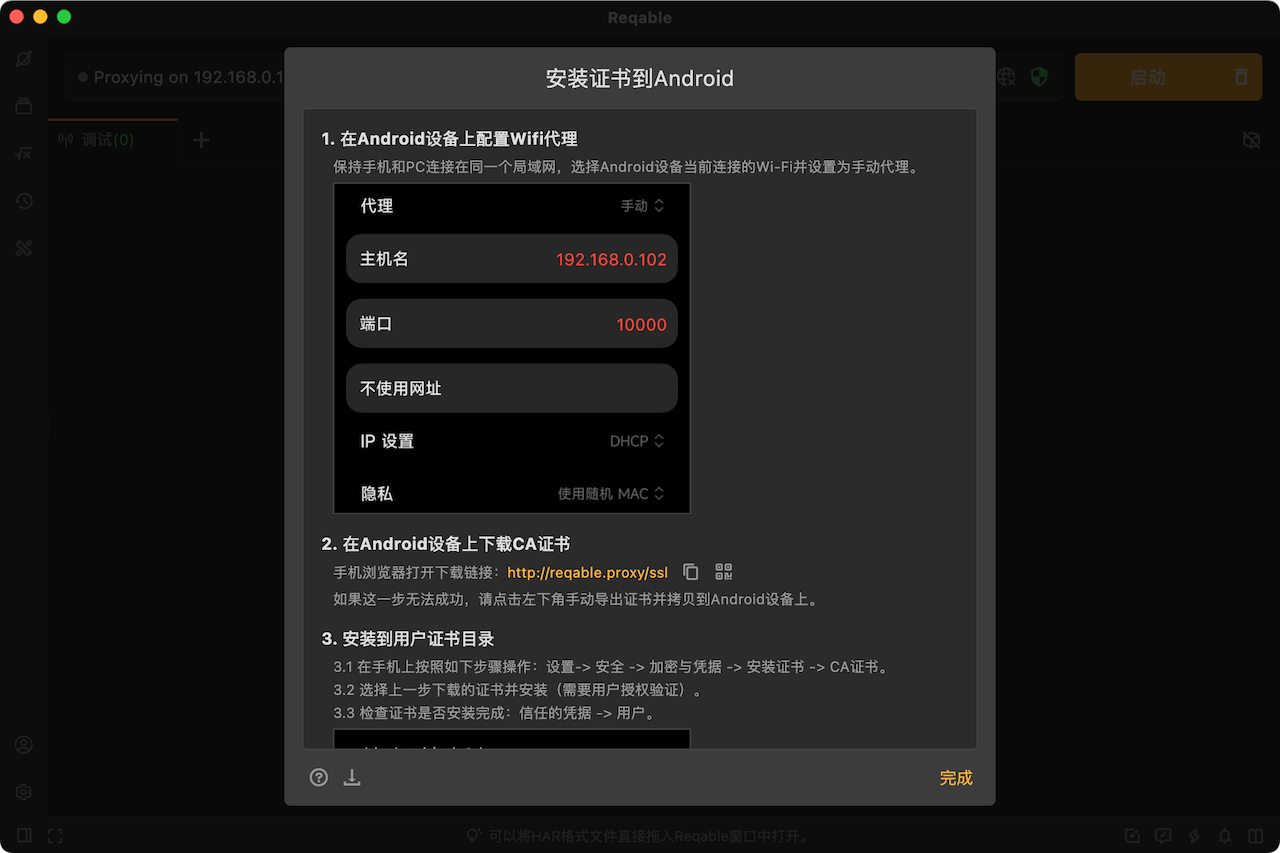 Reqable
Proxying on 192.168.0.1
启动
调试(0)
安装证书到Android
1. 在Android设备上配置Wifi代理
保持手机和PC连接在同一个局域网，选择Android设备当前连接的Wi-Fi并设置为手动代理。
代理 手动
主机名 192.168.0.102
端口 10000
不使用网址
IP 设置 DHCP
隐私 使用随机 MAC
2. 在Android设备上下载CA证书
手机浏览器打开下载链接：http://reqable.proxy/ssl
如果这一步无法成功，请点击左下角手动导出证书并拷贝到Android设备上。
3. 安装到用户证书目录
3.1 在手机上按照如下步骤操作：设置-> 安全 -> 加密与凭据 -> 安装证书 -> CA证书。
3.2 选择上一步下载的证书并安装（需要用户授权验证）。
3.3 检查证书是否安装完成：信任的凭据 -> 用户。
完成
可以将HAR格式文件直接拖入Reqable窗口中打开。